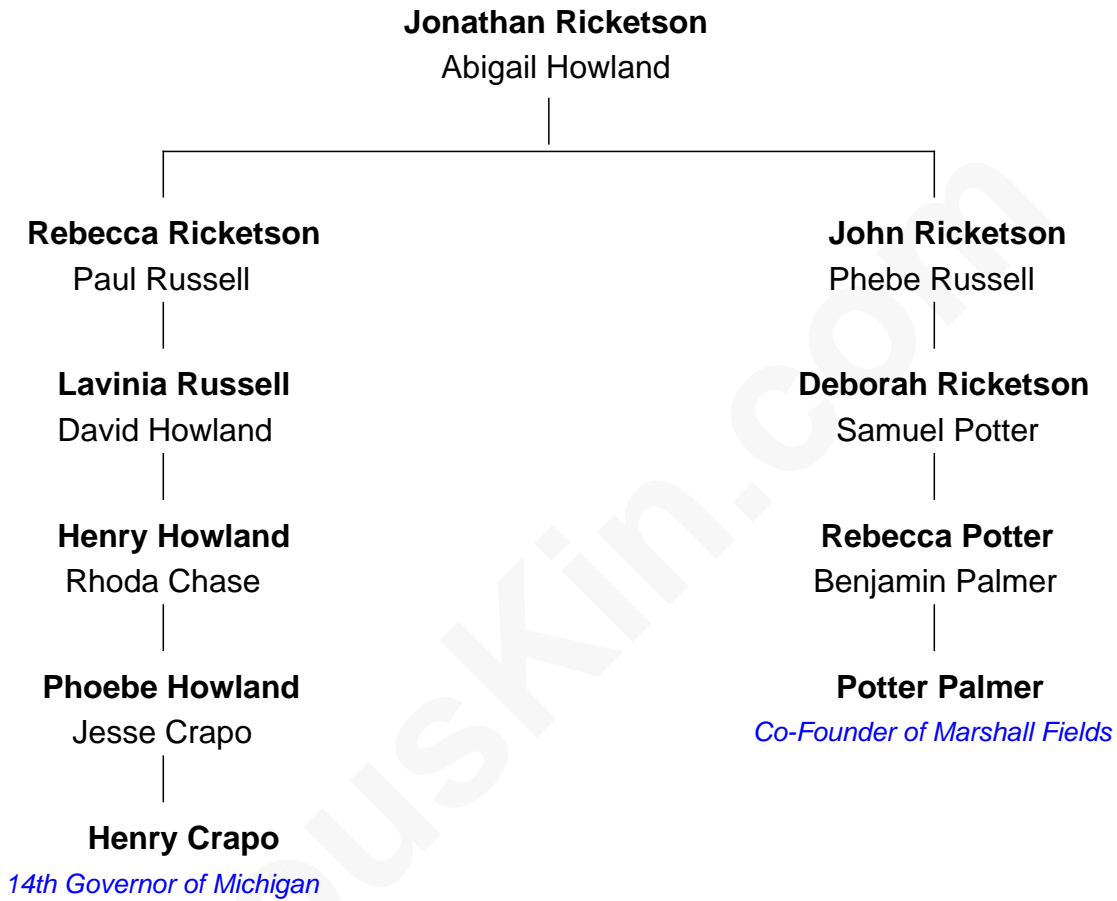 Jonathan Ricketson
Abigail Howland
Rebecca Ricketson
Paul Russell
John Ricketson
Phebe Russell
Lavinia Russell
David Howland
Deborah Ricketson
Samuel Potter
Henry Howland
Rhoda Chase
Rebecca Potter
Benjamin Palmer
Phoebe Howland
Jesse Crapo
Potter Palmer
Co-Founder of Marshall Fields
Henry Crapo
14th Governor of Michigan
ousKin.com